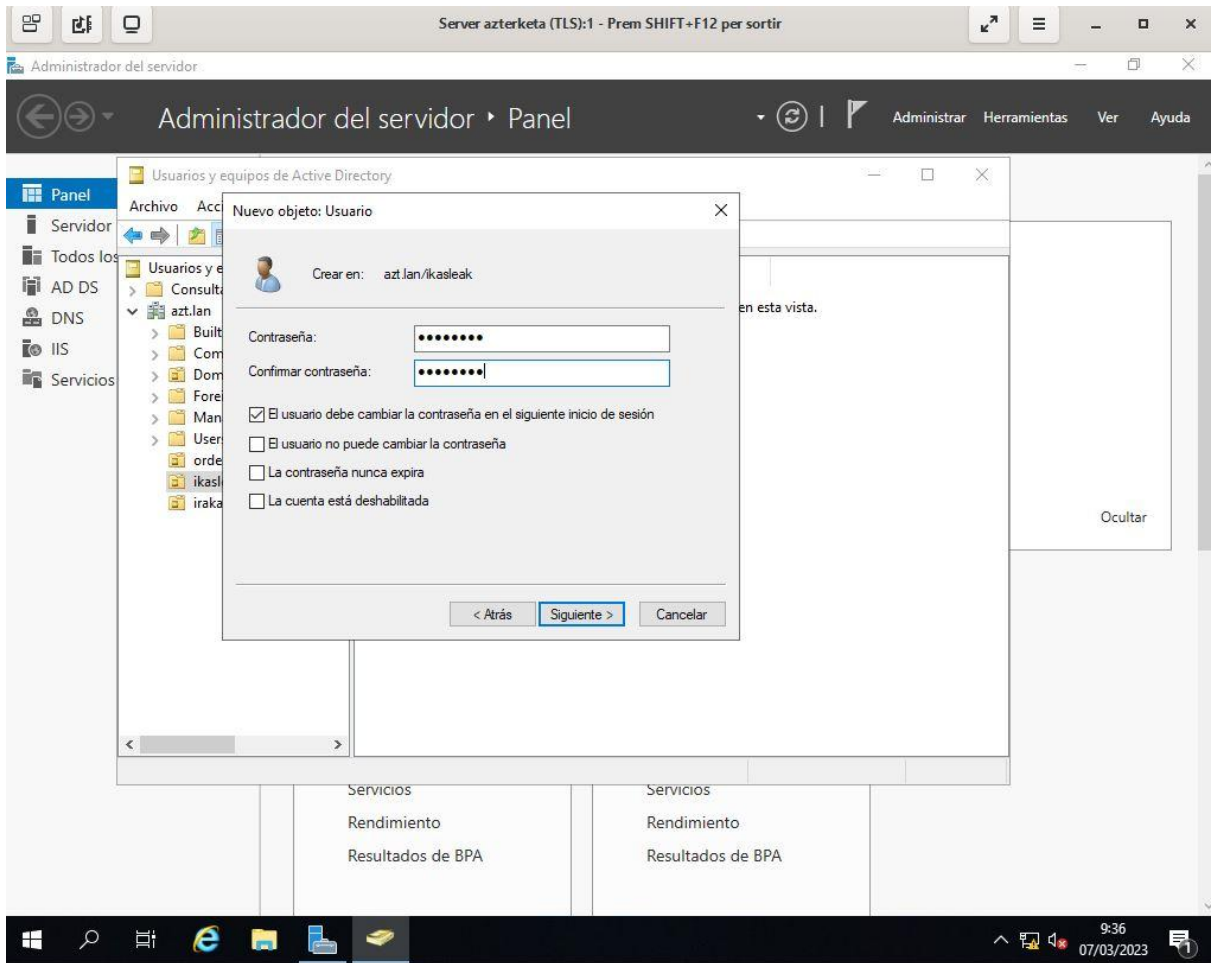 Server azterketa (TLS):1 - Prem SHIFT+F12 per sortir
Administrador del servidor
Administrador del servidor ‣ Panel
Administrar Herramientas Ver Ayuda
Panel
Servidor
Todos los
AD DS
DNS
IIS
Servicios
Usuarios y equipos de Active Directory
Archivo Acci
Usuarios y e
Consulta
azt.lan
Built
Com
Dom
Forei
Man
User
orde
ikasl
iraka
en esta vista.
Nuevo objeto: Usuario
Crear en: azt.lan/ikasleak
Contraseña: ••••••••
Confirmar contraseña: ••••••••
El usuario debe cambiar la contraseña en el siguiente inicio de sesión
El usuario no puede cambiar la contraseña
La contraseña nunca expira
La cuenta está deshabilitada
< Atrás Siguiente > Cancelar
Ocultar
Servicios
Rendimiento
Resultados de BPA
Servicios
Rendimiento
Resultados de BPA
9:36
07/03/2023
1